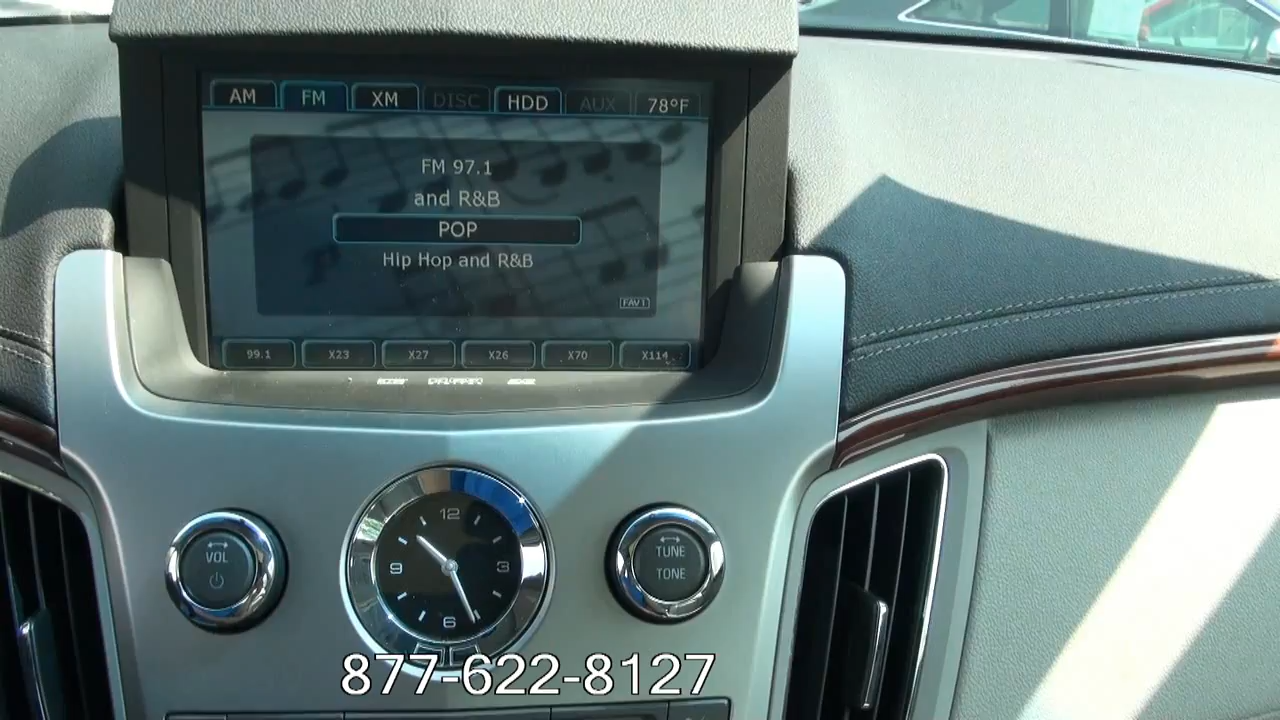 AM FM XM DISC HDD AUX 78°F
FM 97.1
and R&B
POP
Hip Hop and R&B
FAV1
99.1 X23 X27 X26 X70 X114
VOL
12
3
6
9
TUNE
TONE
877-622-8127